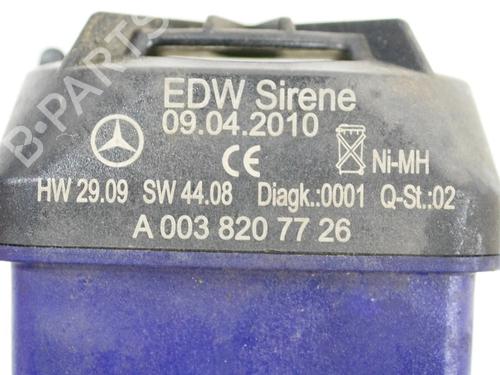 EDW Sirene
09.04.2010
CE Ni-MH
HW 29.09 SW 44.08 Diagk.:0001 Q-St.:02
A 003 820 77 26
B-PARTS